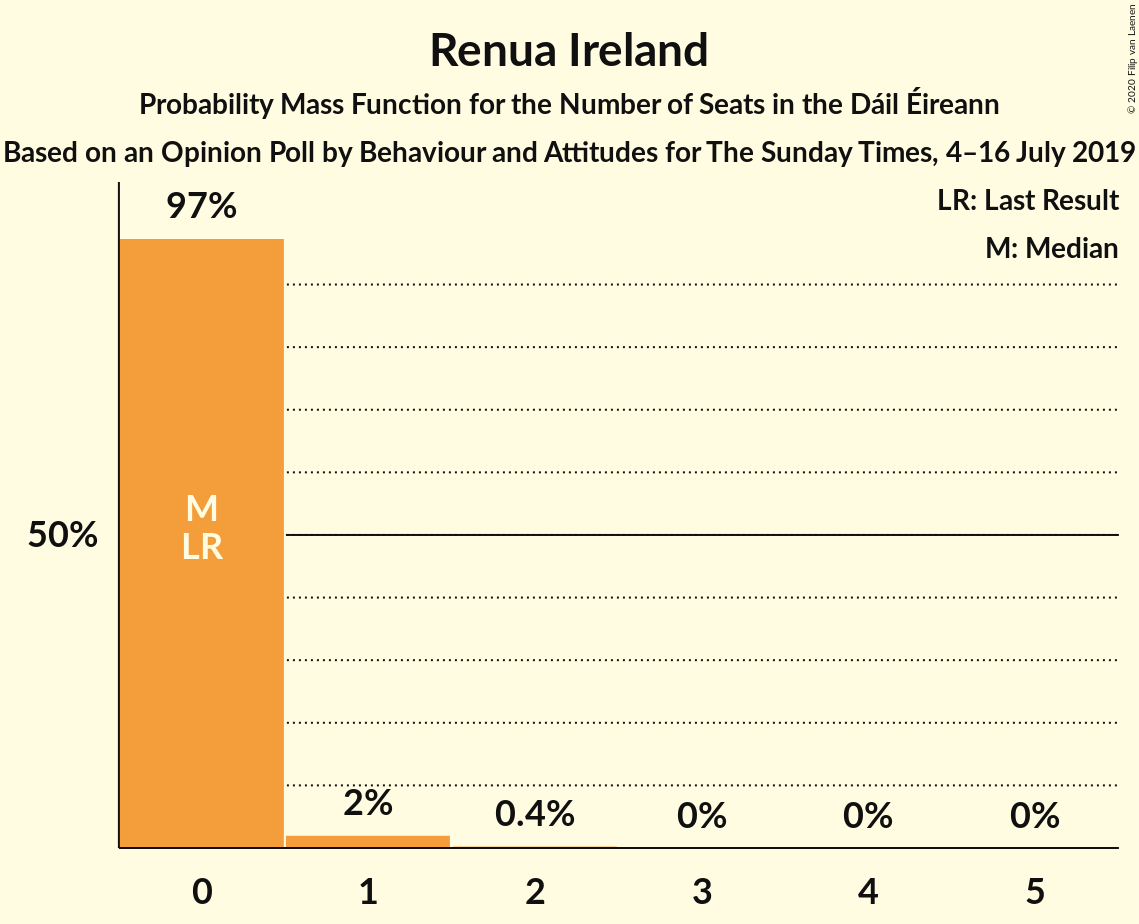 Renua Ireland
Probability Mass Function for the Number of Seats in the Dáil Éireann
Based on an Opinion Poll by Behaviour and Attitudes for The Sunday Times, 4–16 July 2019
© 2020 Filip van Laenen
LR: Last Result
M: Median
97%
M
LR
50%
2%
0.4%
0%
0%
0%
0
1
2
3
4
5